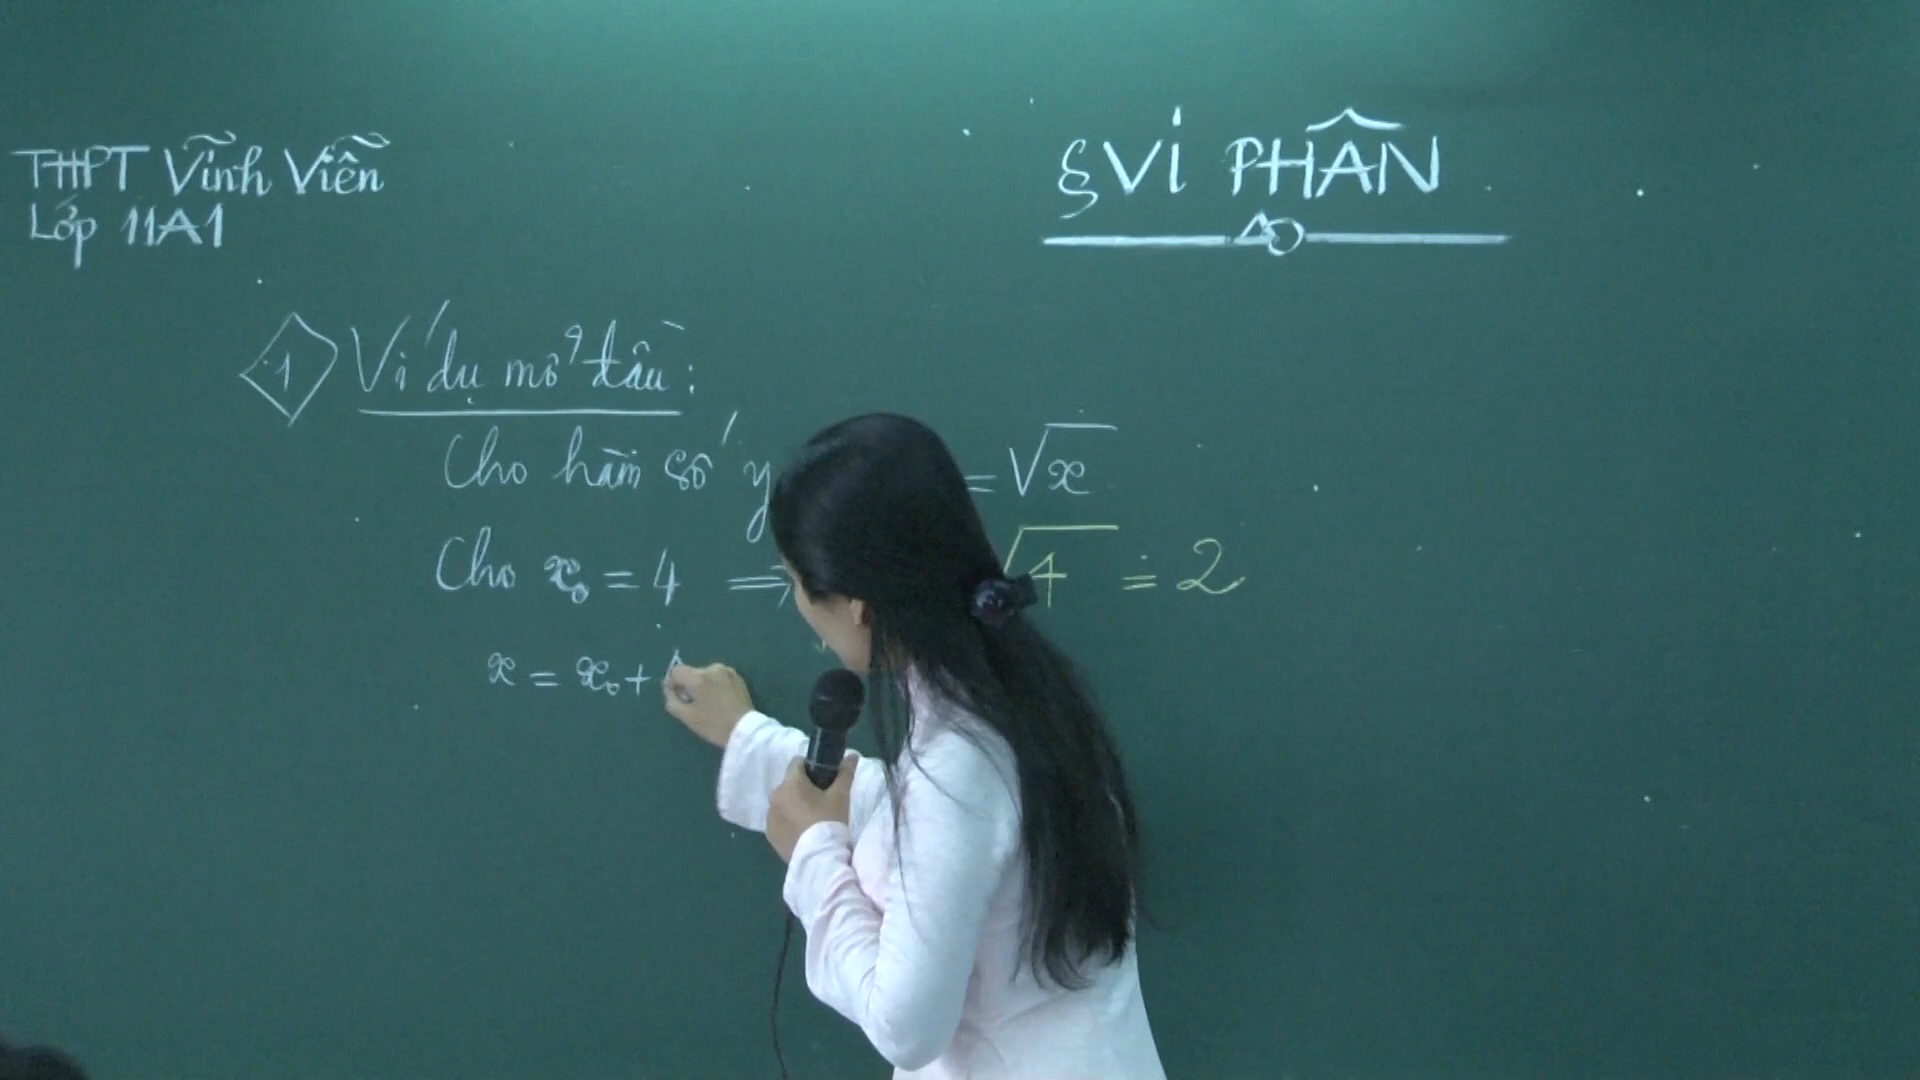 THPT Vĩnh Viễn
Lớp 11A1
§ VI PHÂN
1 Ví dụ mở đầu:
Cho hàm số y = √x
Cho x₀ = 4 ⇒ √4 = 2
x = x₀ +